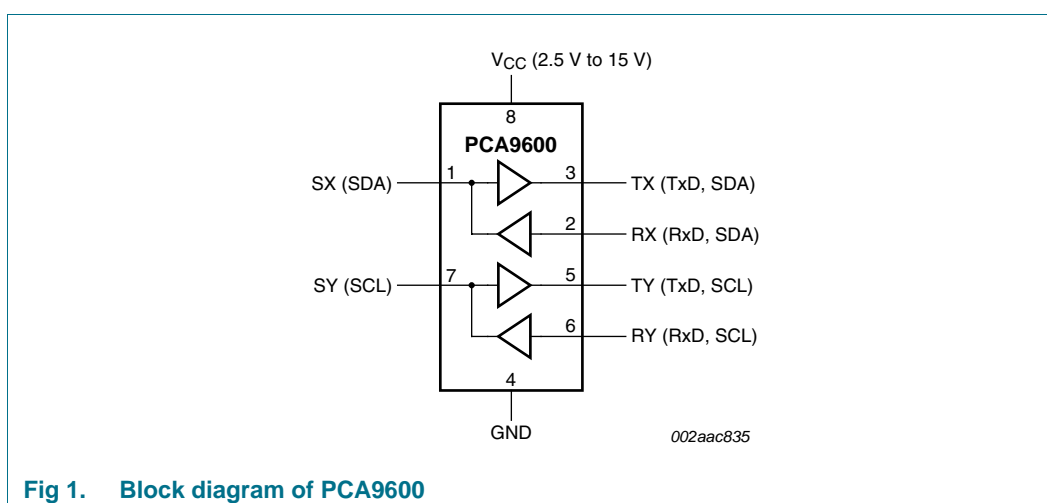 VCC (2.5 V to 15 V)
8
PCA9600
SX (SDA)
1
3
TX (TxD, SDA)
2
RX (RxD, SDA)
SY (SCL)
7
5
TY (TxD, SCL)
6
RY (RxD, SCL)
4
GND
002aac835
Fig 1. Block diagram of PCA9600